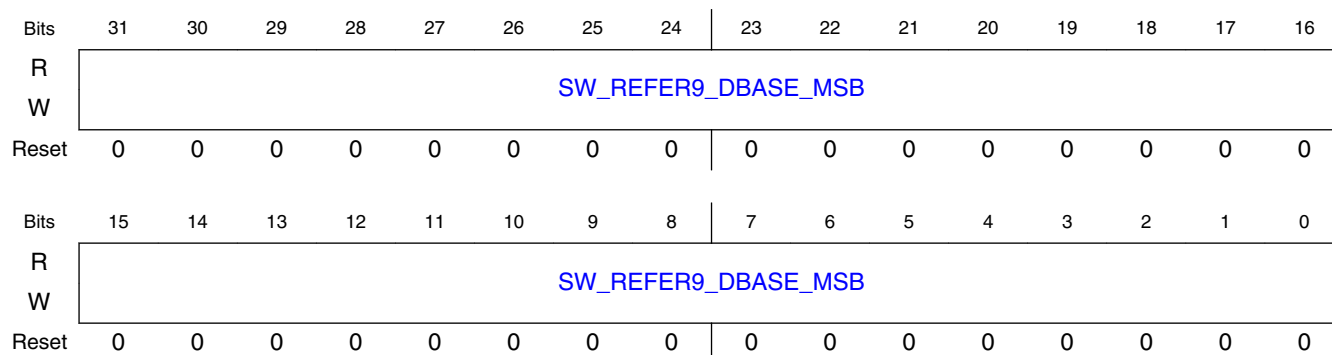 Bits 31 30 29 28 27 26 25 24 23 22 21 20 19 18 17 16
R
SW_REFER9_DBASE_MSB
W
Reset 0 0 0 0 0 0 0 0 0 0 0 0 0 0 0 0
Bits 15 14 13 12 11 10 9 8 7 6 5 4 3 2 1 0
R
SW_REFER9_DBASE_MSB
W
Reset 0 0 0 0 0 0 0 0 0 0 0 0 0 0 0 0